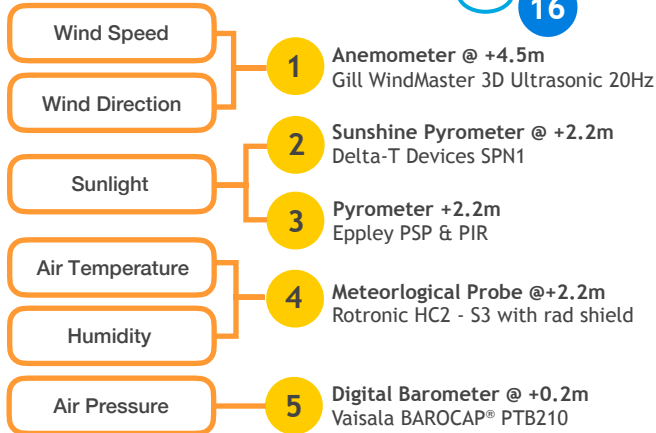 16
Wind Speed
Wind Direction
1
Anemometer @ +4.5m
Gill WindMaster 3D Ultrasonic 20Hz
Sunlight
2
Sunshine Pyrometer @ +2.2m
Delta-T Devices SPN1
3
Pyrometer +2.2m
Eppley PSP & PIR
Air Temperature
Humidity
4
Meteorlogical Probe @+2.2m
Rotronic HC2 - S3 with rad shield
Air Pressure
5
Digital Barometer @ +0.2m
Vaisala BAROCAP® PTB210